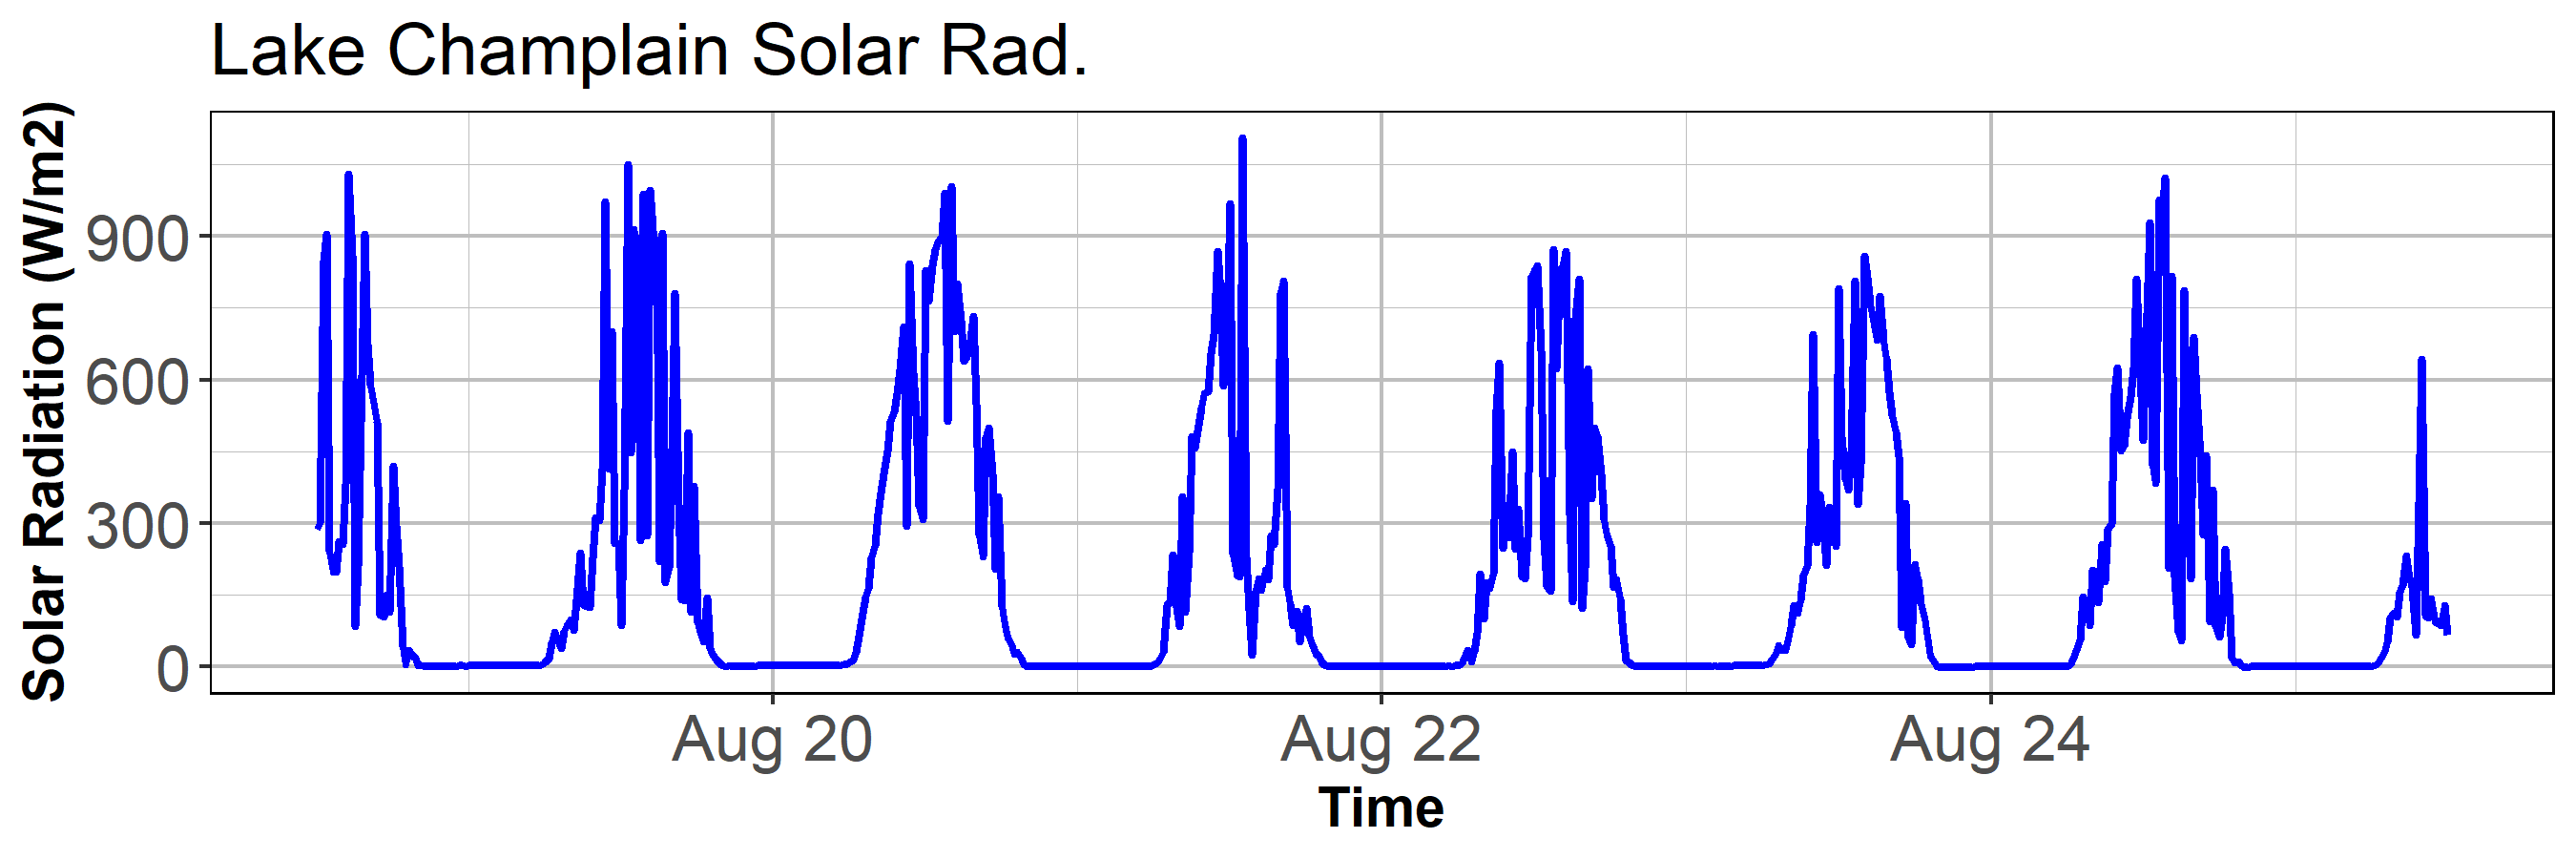 Lake Champlain Solar Rad.
Solar Radiation (W/m2)
900
600
300
0
Aug 20 Aug 22 Aug 24
Time